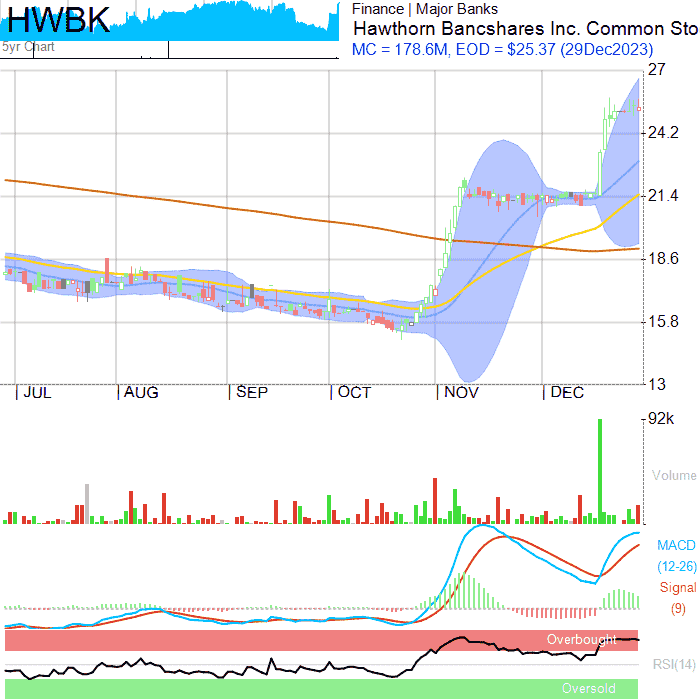 HWBK
5yr Chart
Finance | Major Banks
Hawthorn Bancshares Inc. Common Sto
MC = 178.6M, EOD = $25.37 (29Dec2023)
27
24.2
21.4
18.6
15.8
13
JUL AUG SEP OCT NOV DEC
92k
Volume
MACD
(12-26)
Signal
(9)
Overbought
RSI(14)
Oversold